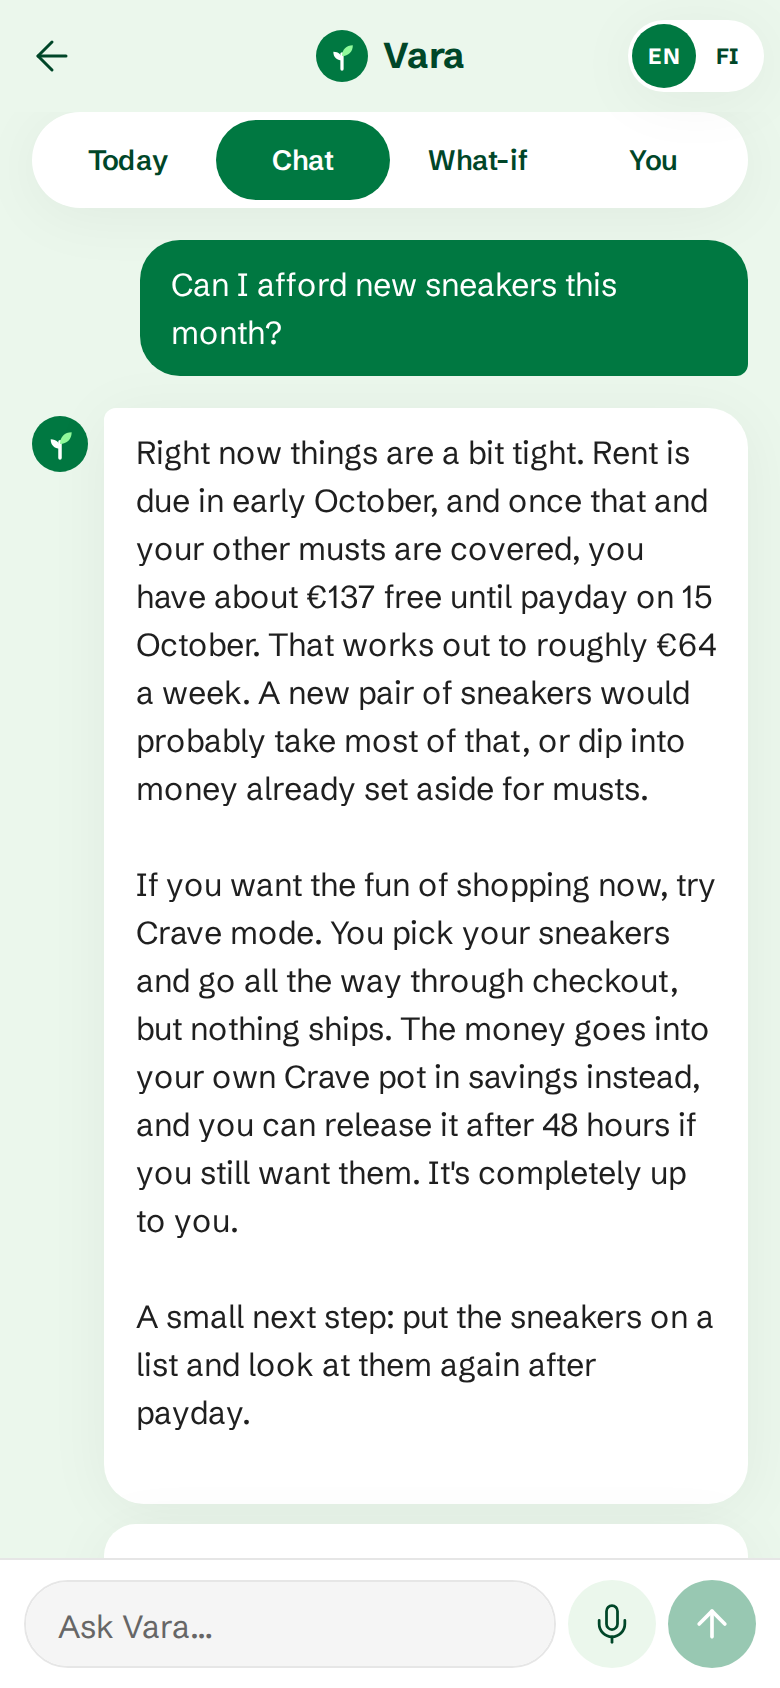 Vara
EN FI
Today Chat What-if You
Can I afford new sneakers this
month?
Right now things are a bit tight. Rent is
due in early October, and once that and
your other musts are covered, you
have about €137 free until payday on 15
October. That works out to roughly €64
a week. A new pair of sneakers would
probably take most of that, or dip into
money already set aside for musts.
If you want the fun of shopping now, try
Crave mode. You pick your sneakers
and go all the way through checkout,
but nothing ships. The money goes into
your own Crave pot in savings instead,
and you can release it after 48 hours if
you still want them. It's completely up
to you.
A small next step: put the sneakers on a
list and look at them again after
payday.
Ask Vara...